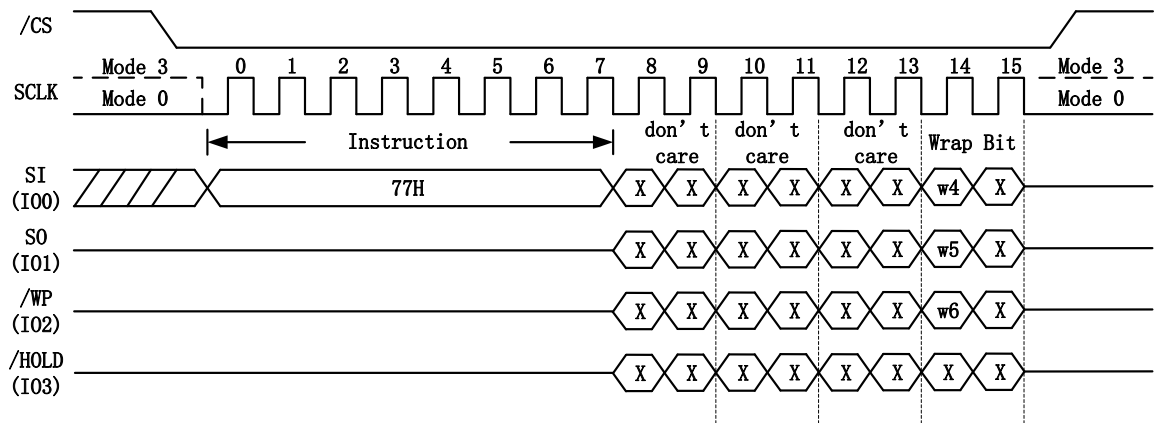 /CS
Mode 3 0 1 2 3 4 5 6 7 8 9 10 11 12 13 14 15 Mode 3
SCLK
Mode 0 Mode 0
Instruction
don't care don't care don't care Wrap Bit
SI
(IO0)
77H X X X X X X w4 X
SO
(IO1)
X X X X X X w5 X
/WP
(IO2)
X X X X X X w6 X
/HOLD
(IO3)
X X X X X X X X